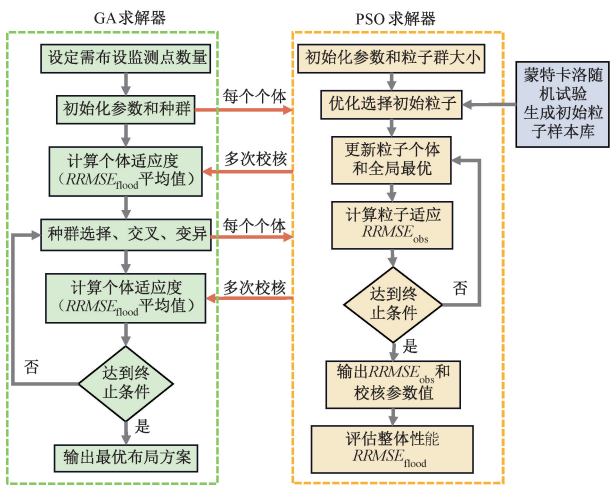 GA求解器
设定需布设监测点数量
初始化参数和种群
计算个体适应度
(RRMSEflood平均值)
种群选择、交叉、变异
计算个体适应度
(RRMSEflood平均值)
达到终
止条件
否
是
输出最优布局方案
每个个体
多次校核
每个个体
多次校核
PSO求解器
初始化参数和粒子群大小
优化选择初始粒子
更新粒子个体
和全局最优
计算粒子适应
RRMSEobs
达到终
止条件
否
是
输出RRMSEobs和
校核参数值
评估整体性能
RRMSEflood
蒙特卡洛随
机试验
生成初始粒
子样本库